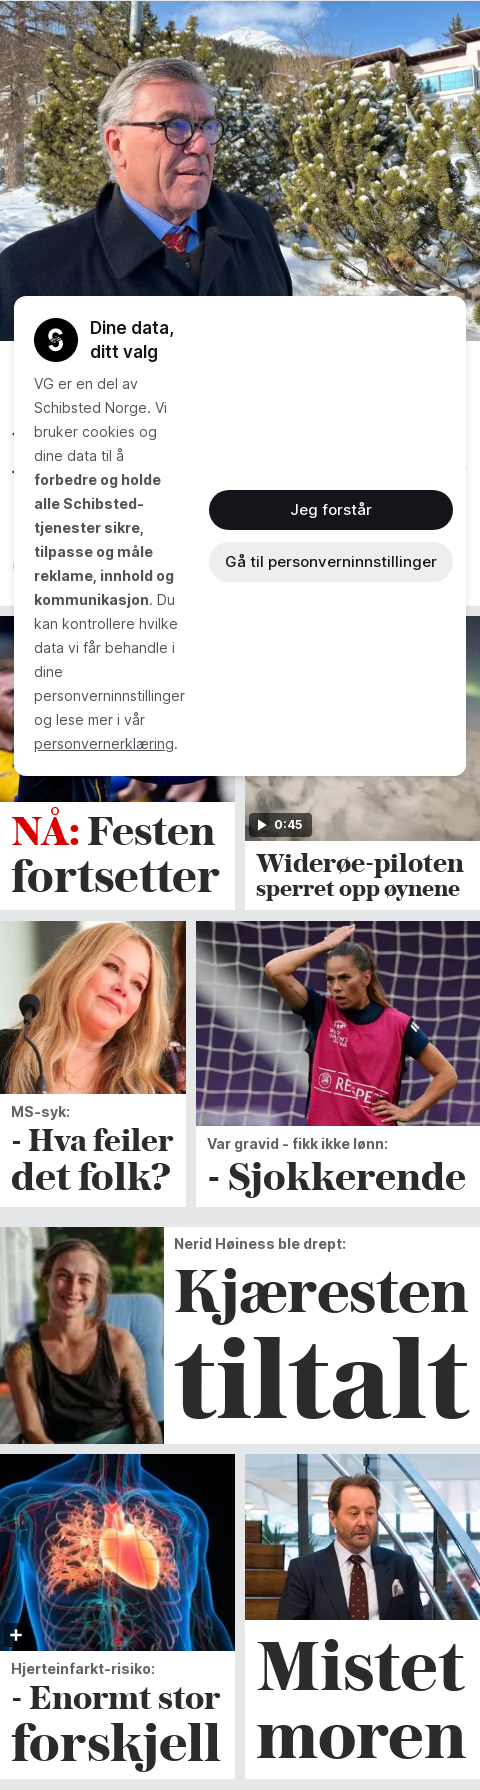 Dine data,
ditt valg
VG er en del av
Schibsted Norge. Vi
bruker cookies og
dine data til å
forbedre og holde
alle Schibsted-
tjenester sikre,
tilpasse og måle
reklame, innhold og
kommunikasjon. Du
kan kontrollere hvilke
data vi får behandle i
dine
personverninnstillinger
og lese mer i vår
personvernerklæring.
Jeg forstår
Gå til personverninnstillinger
NÅ: Festen
fortsetter
0:45
Widerøe-piloten
sperret opp øynene
MS-syk:
- Hva feiler
det folk?
RESPECT
Var gravid - fikk ikke lønn:
- Sjokkerende
Nerid Høiness ble drept:
Kjæresten
tiltalt
Hjerteinfarkt-risiko:
- Enormt stor
forskjell
Mistet
moren